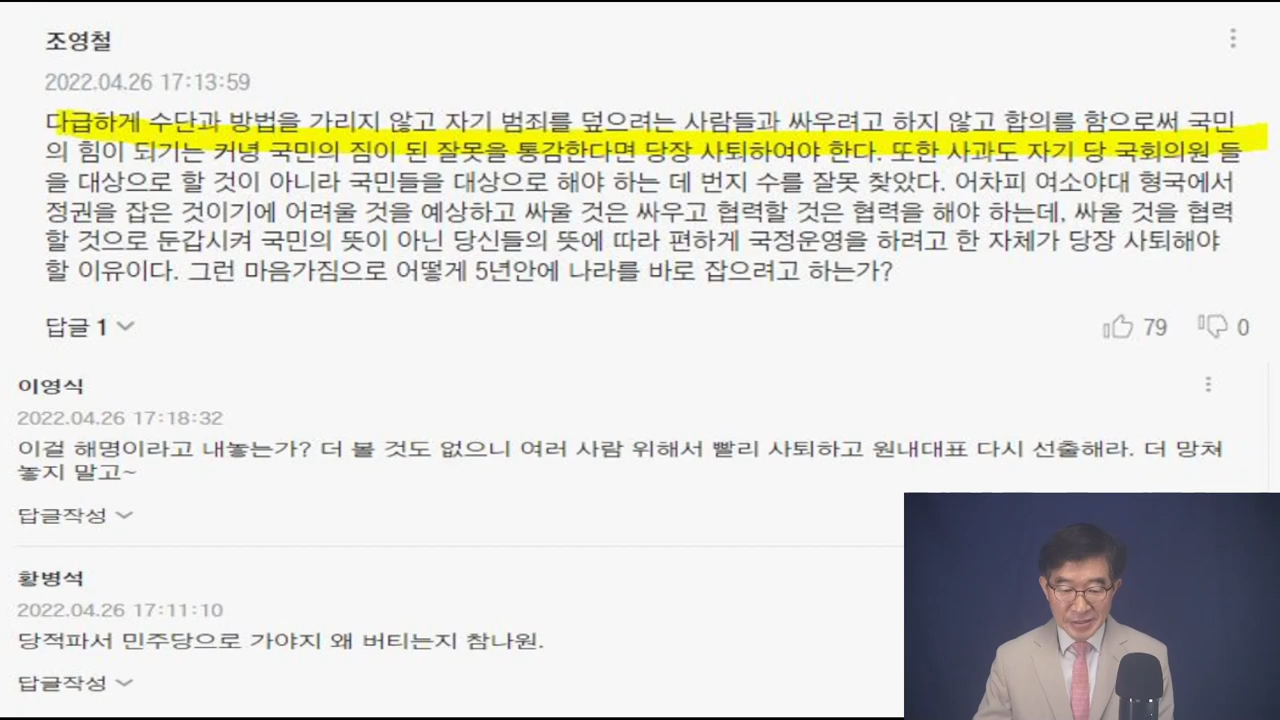 조영철
2022.04.26 17:13:59
다급하게 수단과 방법을 가리지 않고 자기 범죄를 덮으려는 사람들과 싸우려고 하지 않고 합의를 함으로써 국민
의 힘이 되기는 커녕 국민의 짐이 된 잘못을 통감한다면 당장 사퇴하여야 한다. 또한 사과도 자기 당 국회의원 들
을 대상으로 할 것이 아니라 국민들을 대상으로 해야 하는 데 번지 수를 잘못 찾았다. 어차피 여소야대 형국에서
정권을 잡은 것이기에 어려울 것을 예상하고 싸울 것은 싸우고 협력할 것은 협력을 해야 하는데, 싸울 것을 협력
할 것으로 둔갑시켜 국민의 뜻이 아닌 당신들의 뜻에 따라 편하게 국정운영을 하려고 한 자체가 당장 사퇴해야
할 이유이다. 그런 마음가짐으로 어떻게 5년안에 나라를 바로 잡으려고 하는가?
답글 1
79 0
이영식
2022.04.26 17:18:32
이걸 해명이라고 내놓는가? 더 볼 것도 없으니 여러 사람 위해서 빨리 사퇴하고 원내대표 다시 선출해라. 더 망쳐
놓지 말고~
답글작성
황병석
2022.04.26 17:11:10
당적파서 민주당으로 가야지 왜 버티는지 참나원.
답글작성